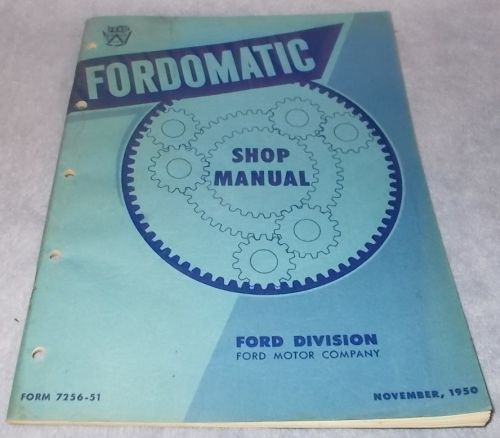 FORDOMATIC
SHOP
MANUAL
FORD DIVISION
FORD MOTOR COMPANY
FORM 7256-51
NOVEMBER, 1950